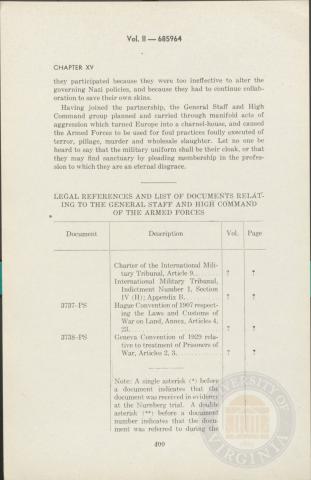 Vol. II — 685964
CHAPTER XV
they participated because they were too ineffective to alter the
governing Nazi policies, and because they had to continue collab-
oration to save their own skins.
Having joined the partnership, the General Staff and High
Command group planned and carried through manifold acts of
aggression which turned Europe into a charnel-house, and caused
the Armed Forces to be used for foul practices foully executed of
terror, pillage, murder and wholesale slaughter. Let no one be
heard to say that the military uniform shall be their cloak, or that
they may find sanctuary by pleading membership in the profes-
sion to which they are an eternal disgrace.
LEGAL REFERENCES AND LIST OF DOCUMENTS RELAT-
ING TO THE GENERAL STAFF AND HIGH COMMAND
OF THE ARMED FORCES
Document Description Vol. Page
Charter of the International Mili-
tary Tribunal, Article 9. ? ?
International Military Tribunal,
Indictment Number 1, Section
IV (H); Appendix B. ? ?
3737-PS Hague Convention of 1907 respect-
ing the Laws and Customs of
War on Land, Annex, Articles 4,
23. ? ?
3738-PS Geneva Convention of 1929 rela-
tive to treatment of Prisoners of
War, Articles 2, 3. ? ?
Note: A single asterisk (*) before
a document indicates that the
document was received in evidence
at the Nurnberg trial. A double
asterisk (**) before a document
number indicates that the docu-
ment was referred to during the
400
UNIVERSITY OF VIRGINIA